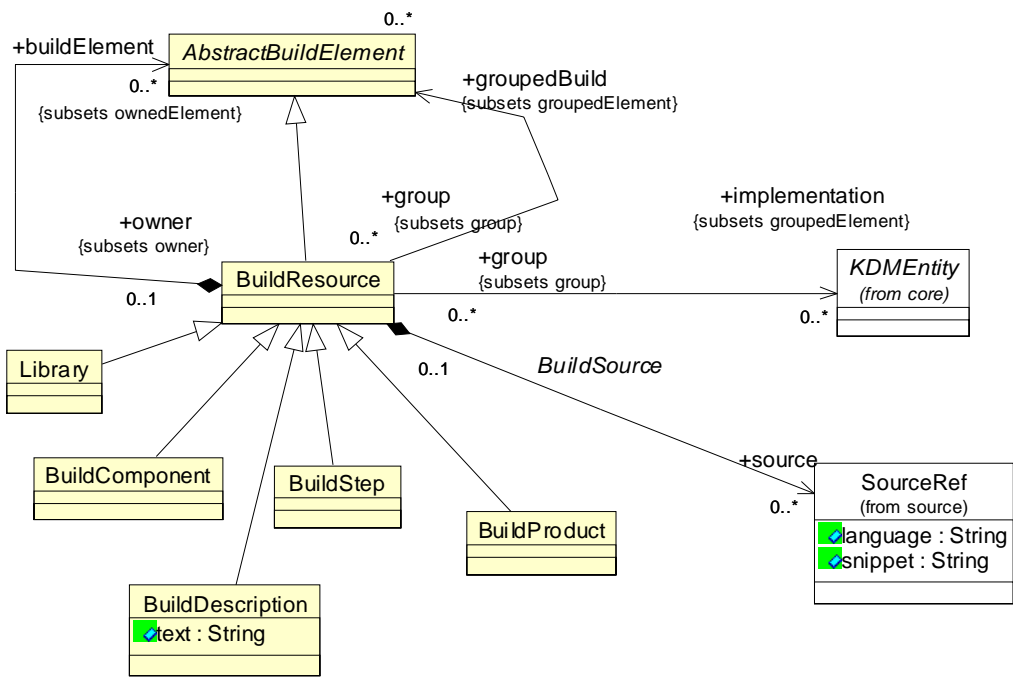 0..*
+buildElement
AbstractBuildElement
0..*
{subsets ownedElement}
+groupedBuild
{subsets groupedElement}
+group
{subsets group}
0..*
+implementation
{subsets groupedElement}
+owner
{subsets owner}
0..1
BuildResource
+group
{subsets group}
0..*
KDMEntity
(from core)
0..*
Library
0..1
BuildSource
+source
0..*
BuildComponent
BuildStep
BuildProduct
SourceRef
(from source)
language : String
snippet : String
BuildDescription
text : String